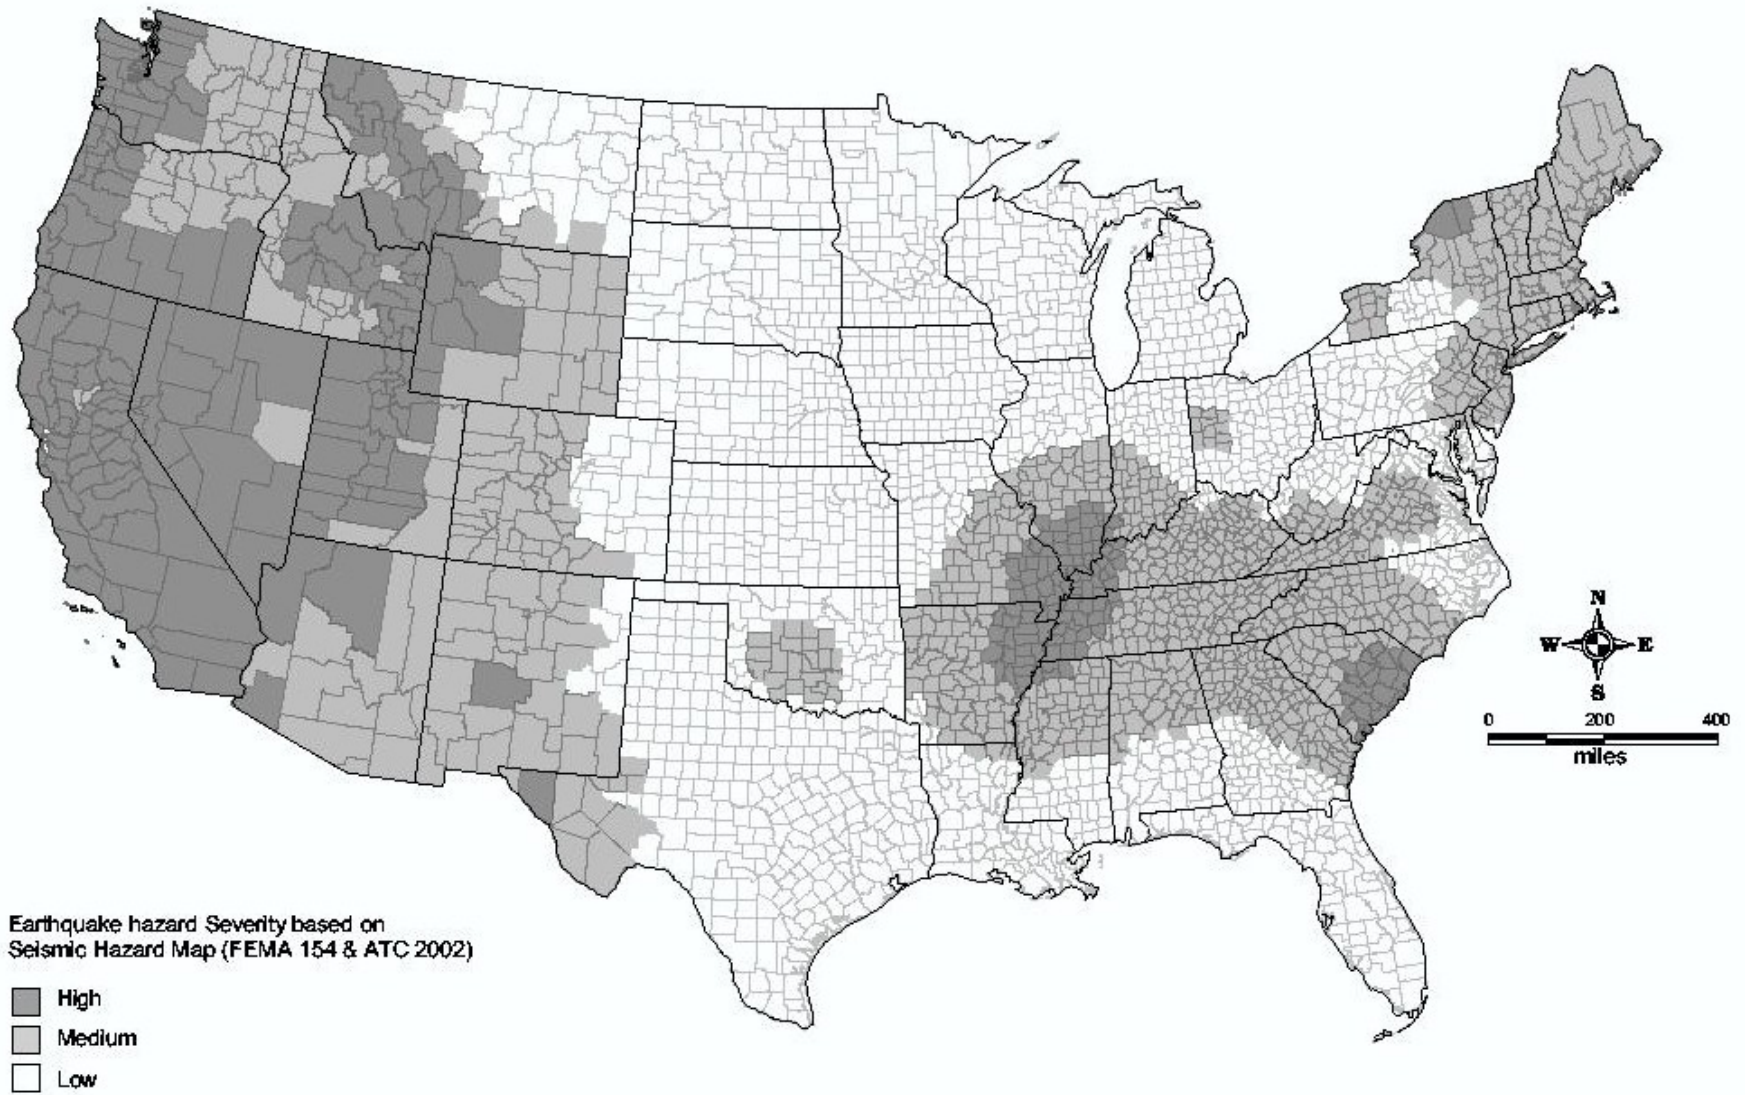 N
W E
S
0 200 400
miles
Earthquake hazard Severity based on
Seismic Hazard Map (FEMA 154 & ATC 2002)
High
Medium
Low